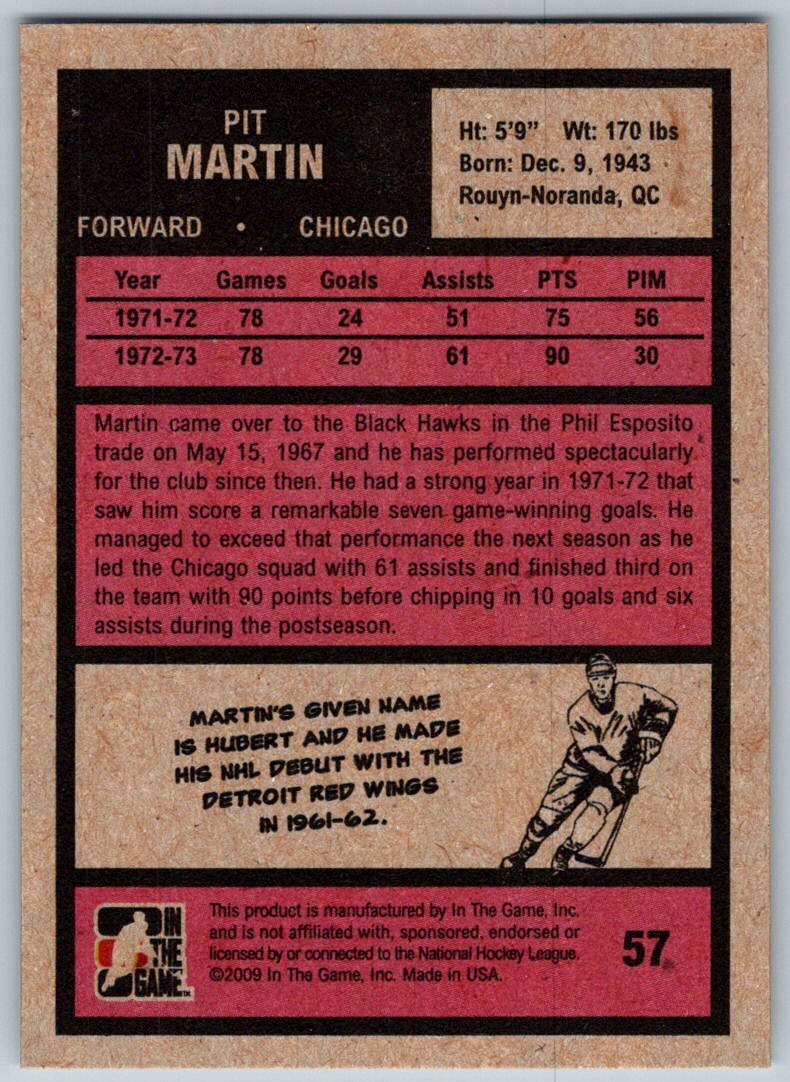 PIT
MARTIN
FORWARD • CHICAGO
Ht: 5'9” Wt: 170 lbs
Born: Dec. 9, 1943
Rouyn-Noranda, QC
Year Games Goals Assists PTS PIM
1971-72 78 24 51 75 56
1972-73 78 29 61 90 30
Martin came over to the Black Hawks in the Phil Esposito
trade on May 15, 1967 and he has performed spectacularly
for the club since then. He had a strong year in 1971-72 that
saw him score a remarkable seven game-winning goals. He
managed to exceed that performance the next season as he
led the Chicago squad with 61 assists and finished third on
the team with 90 points before chipping in 10 goals and six
assists during the postseason.
MARTIN'S GIVEN NAME
IS HUBERT AND HE MADE
HIS NHL DEBUT WITH THE
DETROIT RED WINGS
IN 1961-62.
IN
THE
GAME™
This product is manufactured by In The Game, Inc.
and is not affiliated with, sponsored, endorsed or
licensed by or connected to the National Hockey League.
©2009 In The Game, Inc. Made in USA.
57